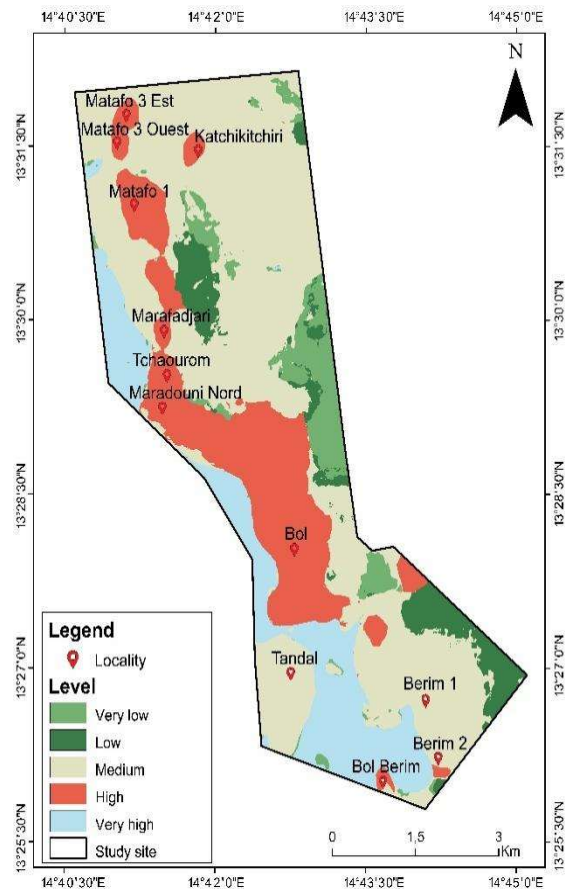 14°40'30"E 14°42'0"E 14°43'30"E 14°45'0"E
N
13°31'30"N 13°31'30"N
13°30'0"N 13°30'0"N
13°28'30"N 13°28'30"N
13°27'0"N 13°27'0"N
13°25'30"N 13°25'30"N
Matafo 3 Est
Matafo 3 Ouest
Katchikitchiri
Matafo 1
Marafadjari
Tchaourom
Maradouni Nord
Bol
Tandal
Berim 1
Berim 2
Bol Berim
Legend
Locality
Level
Very low
Low
Medium
High
Very high
Study site
0 1,5 3
Km
14°40'30"E 14°42'0"E 14°43'30"E 14°45'0"E